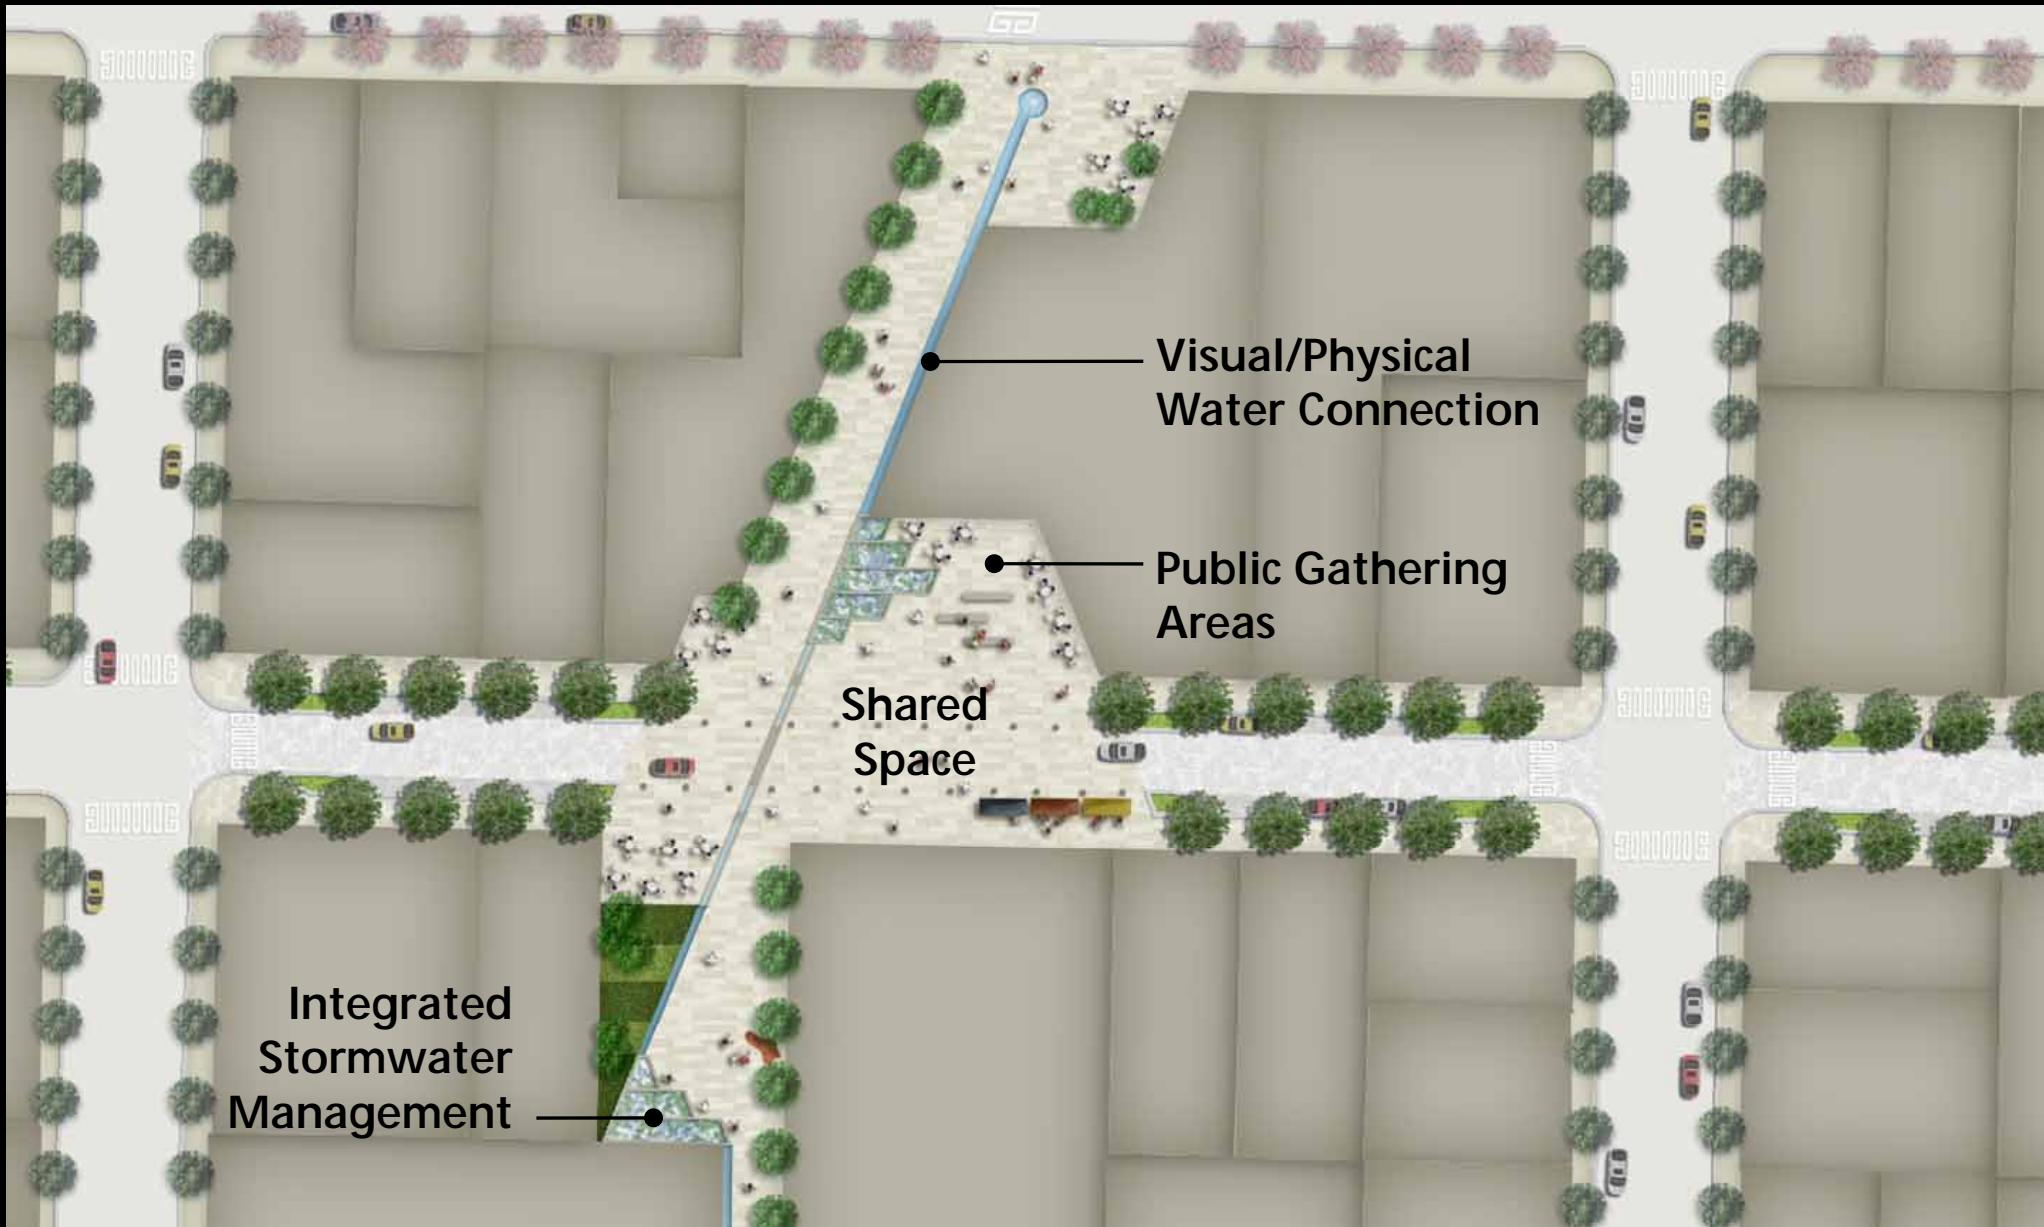 Visual/Physical
Water Connection
Public Gathering
Areas
Shared
Space
Integrated
Stormwater
Management